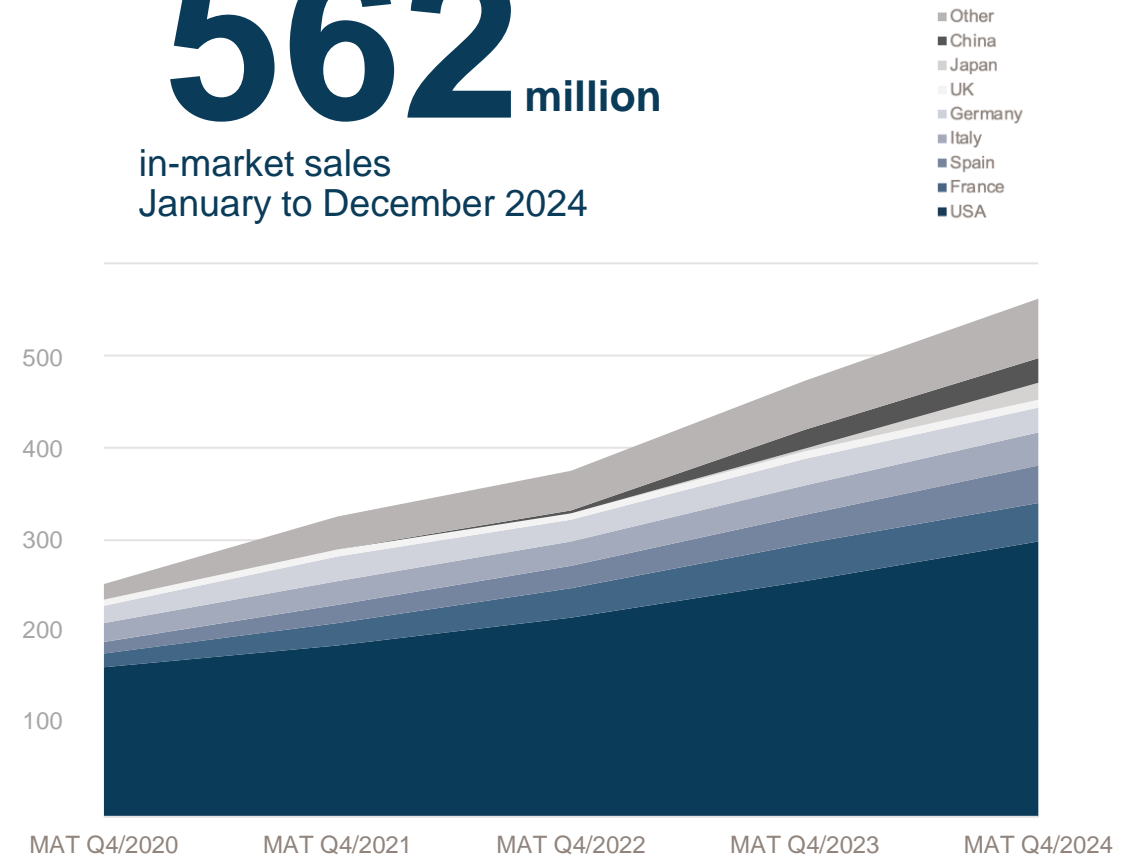 562 million
in-market sales
January to December 2024
Other
China
Japan
UK
Germany
Italy
Spain
France
USA
500
400
300
200
100
MAT Q4/2020
MAT Q4/2021
MAT Q4/2022
MAT Q4/2023
MAT Q4/2024